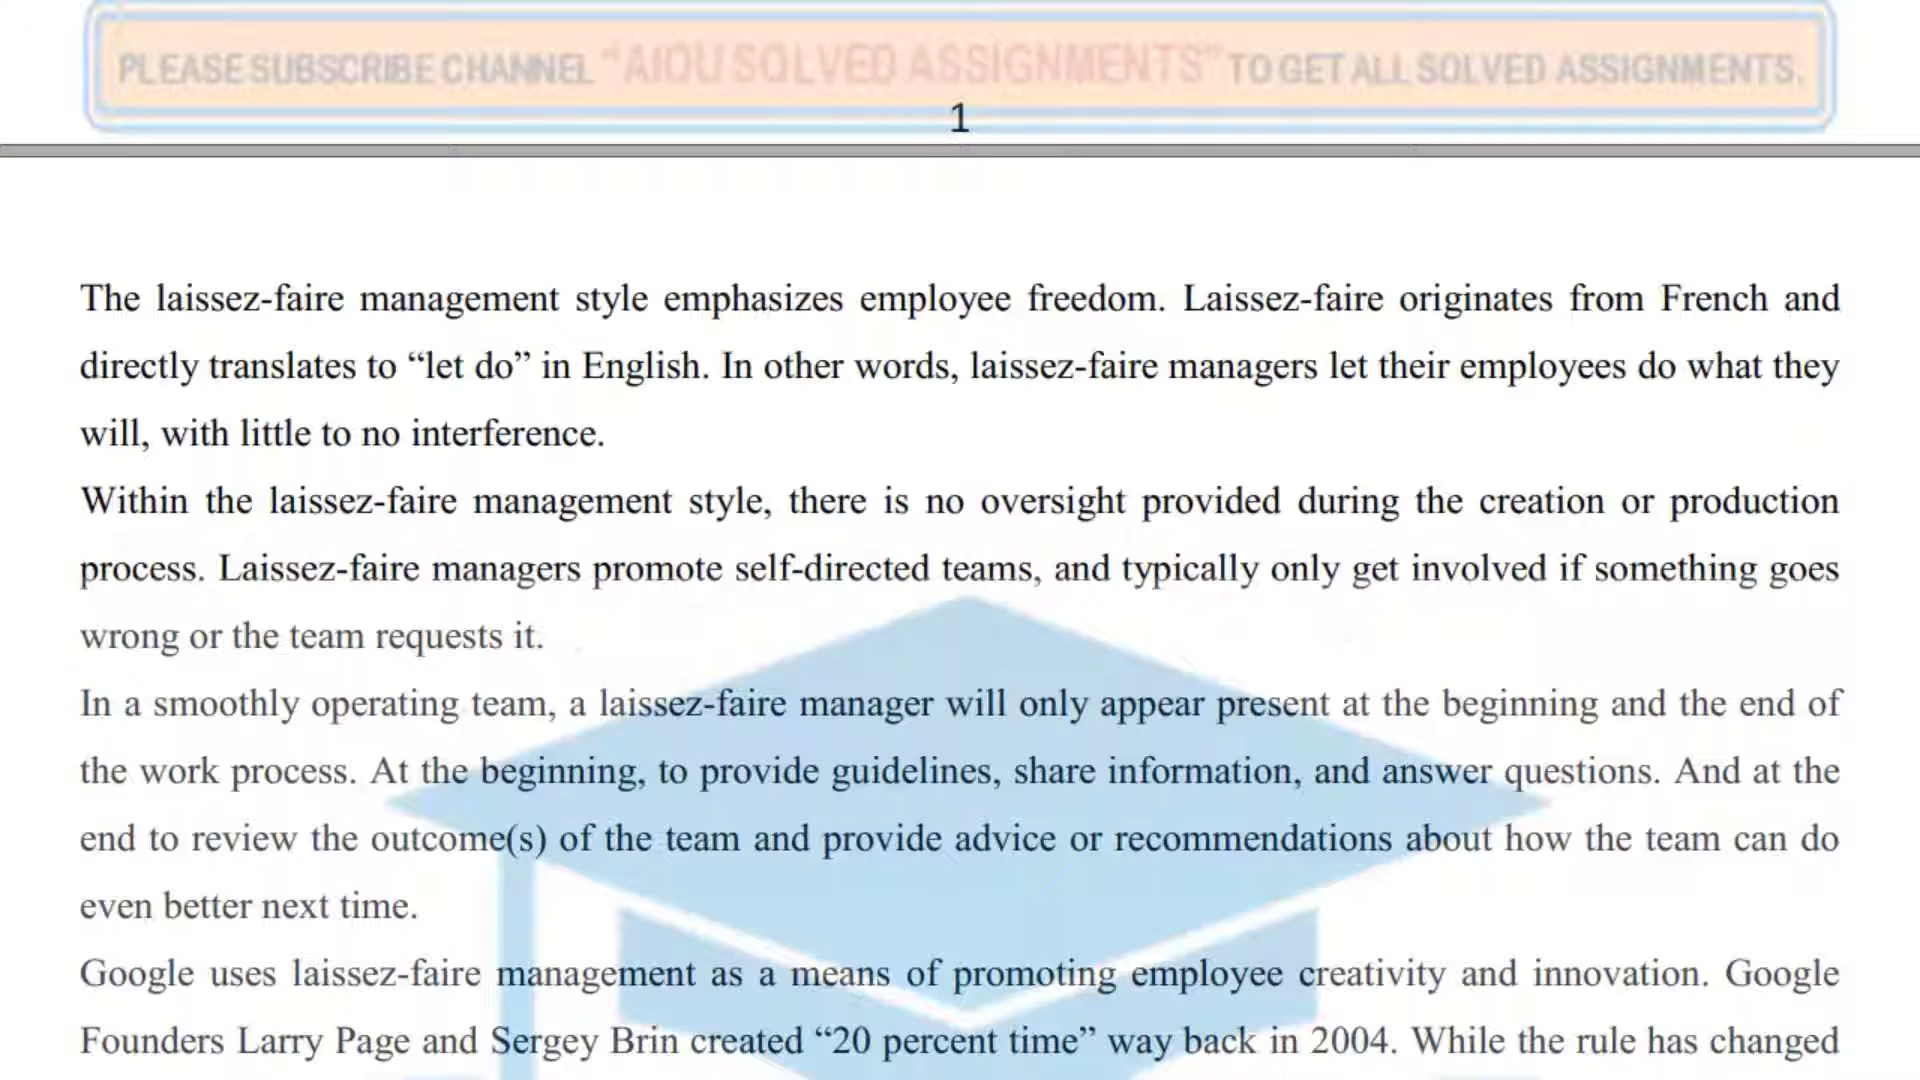 PLEASE SUBSCRIBE CHANNEL "AIOU SOLVED ASSIGNMENTS" TO GET ALL SOLVED ASSIGNMENTS.
1
The laissez-faire management style emphasizes employee freedom. Laissez-faire originates from French and
directly translates to “let do” in English. In other words, laissez-faire managers let their employees do what they
will, with little to no interference.
Within the laissez-faire management style, there is no oversight provided during the creation or production
process. Laissez-faire managers promote self-directed teams, and typically only get involved if something goes
wrong or the team requests it.
In a smoothly operating team, a laissez-faire manager will only appear present at the beginning and the end of
the work process. At the beginning, to provide guidelines, share information, and answer questions. And at the
end to review the outcome(s) of the team and provide advice or recommendations about how the team can do
even better next time.
Google uses laissez-faire management as a means of promoting employee creativity and innovation. Google
Founders Larry Page and Sergey Brin created “20 percent time” way back in 2004. While the rule has changed